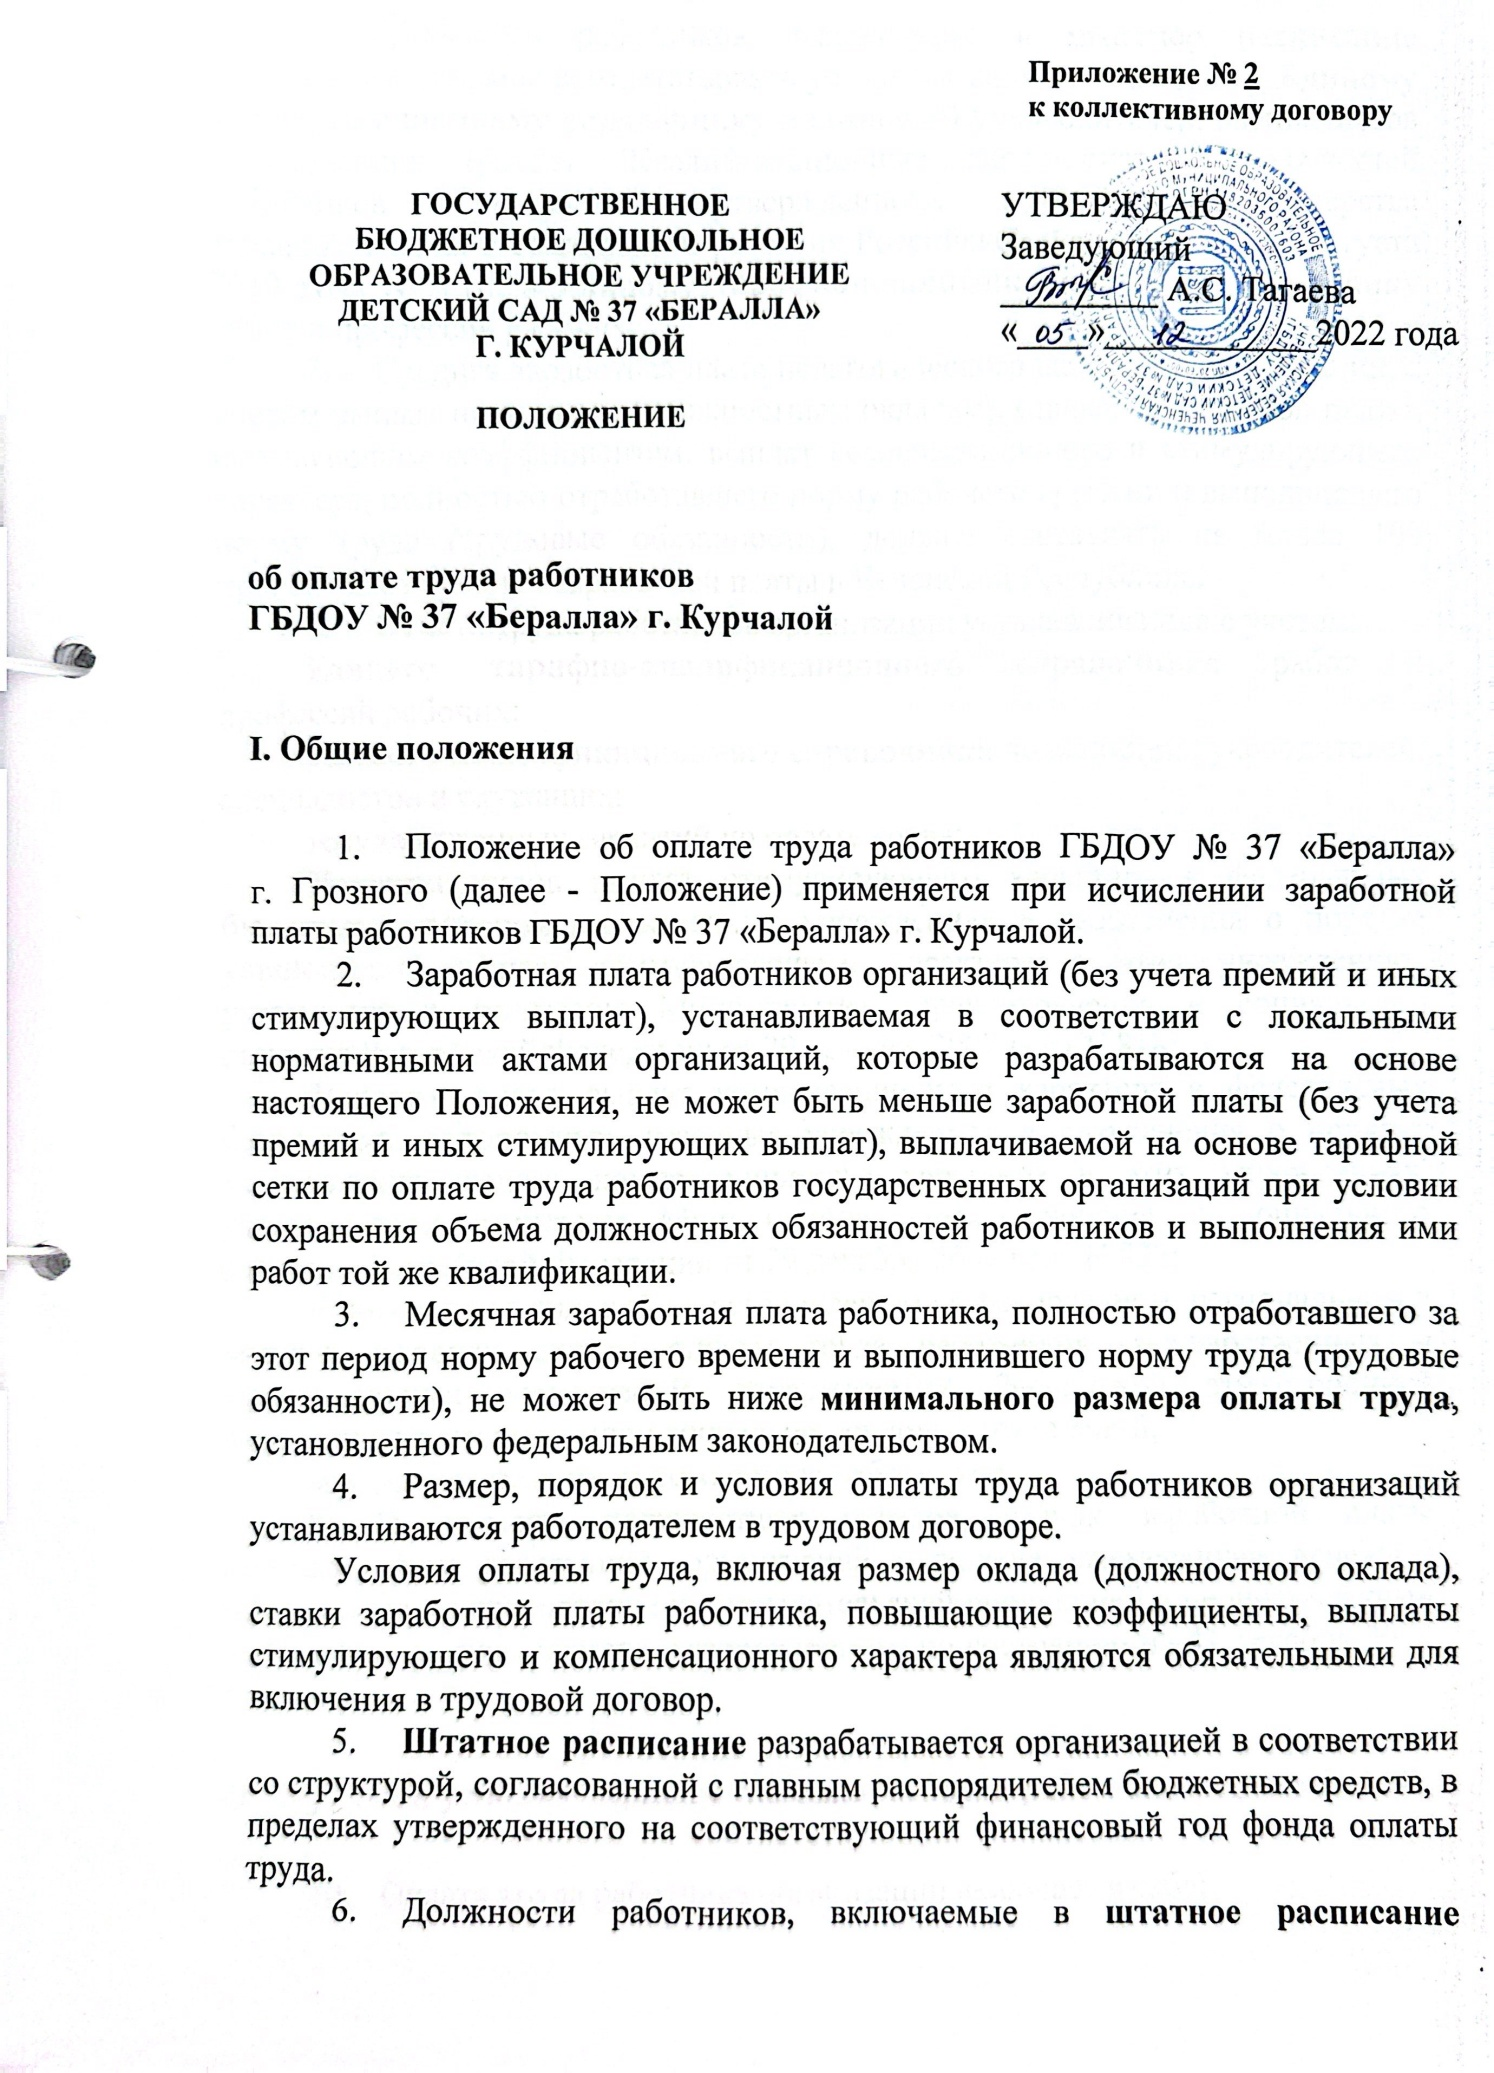 Приложение № 2
к коллективному договору
ГОСУДАРСТВЕННОЕ
БЮДЖЕТНОЕ ДОШКОЛЬНОЕ
ОБРАЗОВАТЕЛЬНОЕ УЧРЕЖДЕНИЕ
ДЕТСКИЙ САД № 37 «БЕРАЛЛА»
Г. КУРЧАЛОЙ
ПОЛОЖЕНИЕ
УТВЕРЖДАЮ
Заведующий
А.С. Тагаева
« 05 » 12 2022 года
об оплате труда работников
ГБДОУ № 37 «Бералла» г. Курчалой
I. Общие положения
1. Положение об оплате труда работников ГБДОУ № 37 «Бералла»
г. Грозного (далее - Положение) применяется при исчислении заработной
платы работников ГБДОУ № 37 «Бералла» г. Курчалой.
2. Заработная плата работников организаций (без учета премий и иных
стимулирующих выплат), устанавливаемая в соответствии с локальными
нормативными актами организаций, которые разрабатываются на основе
настоящего Положения, не может быть меньше заработной платы (без учета
премий и иных стимулирующих выплат), выплачиваемой на основе тарифной
сетки по оплате труда работников государственных организаций при условии
сохранения объема должностных обязанностей работников и выполнения ими
работ той же квалификации.
3. Месячная заработная плата работника, полностью отработавшего за
этот период норму рабочего времени и выполнившего норму труда (трудовые
обязанности), не может быть ниже минимального размера оплаты труда,
установленного федеральным законодательством.
4. Размер, порядок и условия оплаты труда работников организаций
устанавливаются работодателем в трудовом договоре.
Условия оплаты труда, включая размер оклада (должностного оклада),
ставки заработной платы работника, повышающие коэффициенты, выплаты
стимулирующего и компенсационного характера являются обязательными для
включения в трудовой договор.
5. Штатное расписание разрабатывается организацией в соответствии
со структурой, согласованной с главным распорядителем бюджетных средств, в
пределах утвержденного на соответствующий финансовый год фонда оплаты
труда.
6. Должности работников, включаемые в штатное расписание